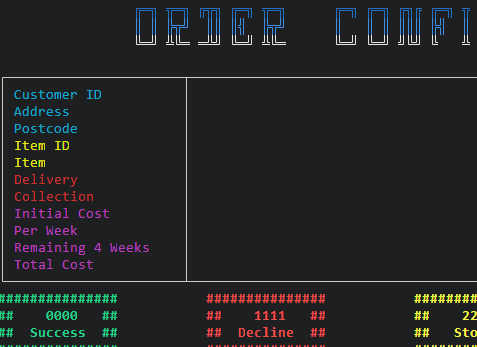 ORDER CONFI
Customer ID
Address
Postcode
Item ID
Item
Delivery
Collection
Initial Cost
Per Week
Remaining 4 Weeks
Total Cost
############### ############### ########
## 0000 ## ## 1111 ## ## 22
## Success ## ## Decline ## ## Sto